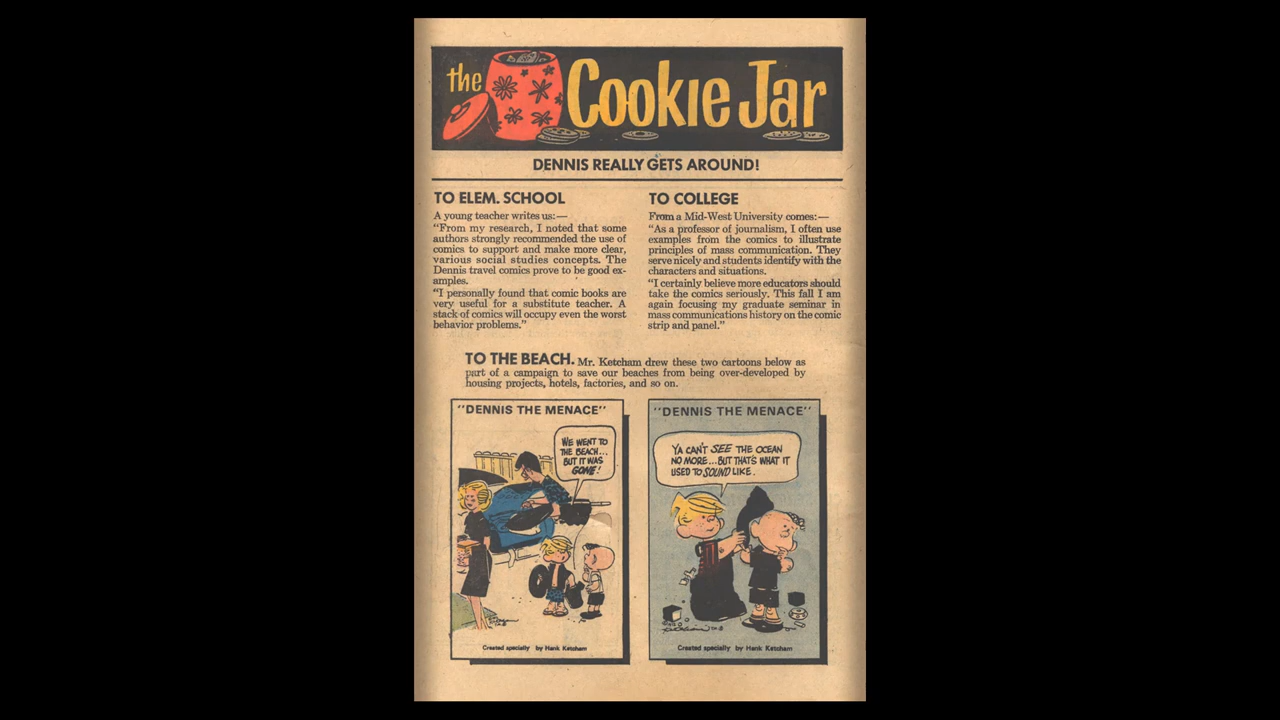 the Cookie Jar
DENNIS REALLY GETS AROUND!
TO ELEM. SCHOOL
A young teacher writes us:—
“From my research, I noted that some
authors strongly recommended the use of
comics to support and make more clear,
various social studies concepts. The
Dennis travel comics prove to be good ex-
amples.
“I personally found that comic books are
very useful for a substitute teacher. A
stack of comics will occupy even the worst
behavior problems.”
TO COLLEGE
From a Mid-West University comes:—
“As a professor of journalism, I often use
examples from the comics to illustrate
principles of mass communication. They
serve nicely and students identify with the
characters and situations.
“I certainly believe more educators should
take the comics seriously. This fall I am
again focusing my graduate seminar in
mass communications history on the comic
strip and panel.”
TO THE BEACH. Mr. Ketcham drew these two cartoons below as
part of a campaign to save our beaches from being over-developed by
housing projects, hotels, factories, and so on.
"DENNIS THE MENACE"
WE WENT TO
THE BEACH...
BUT IT WAS
GONE!
Created specially by Hank Ketcham
"DENNIS THE MENACE"
YA CAN'T SEE THE OCEAN
NO MORE...BUT THAT'S WHAT IT
USED TO SOUND LIKE.
Created specially by Hank Ketcham